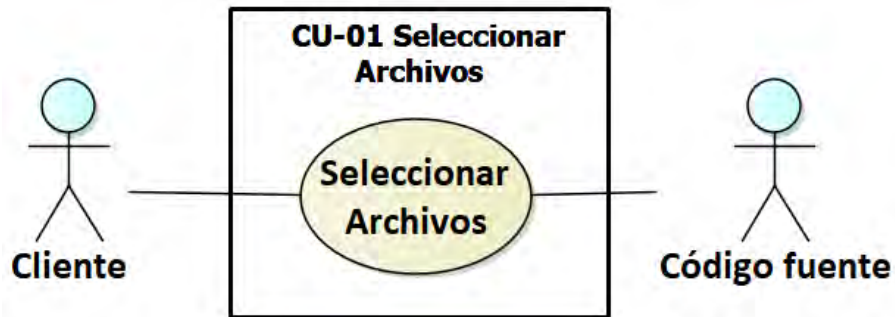 CU-01 Seleccionar
Archivos
Seleccionar
Archivos
Cliente
Código fuente